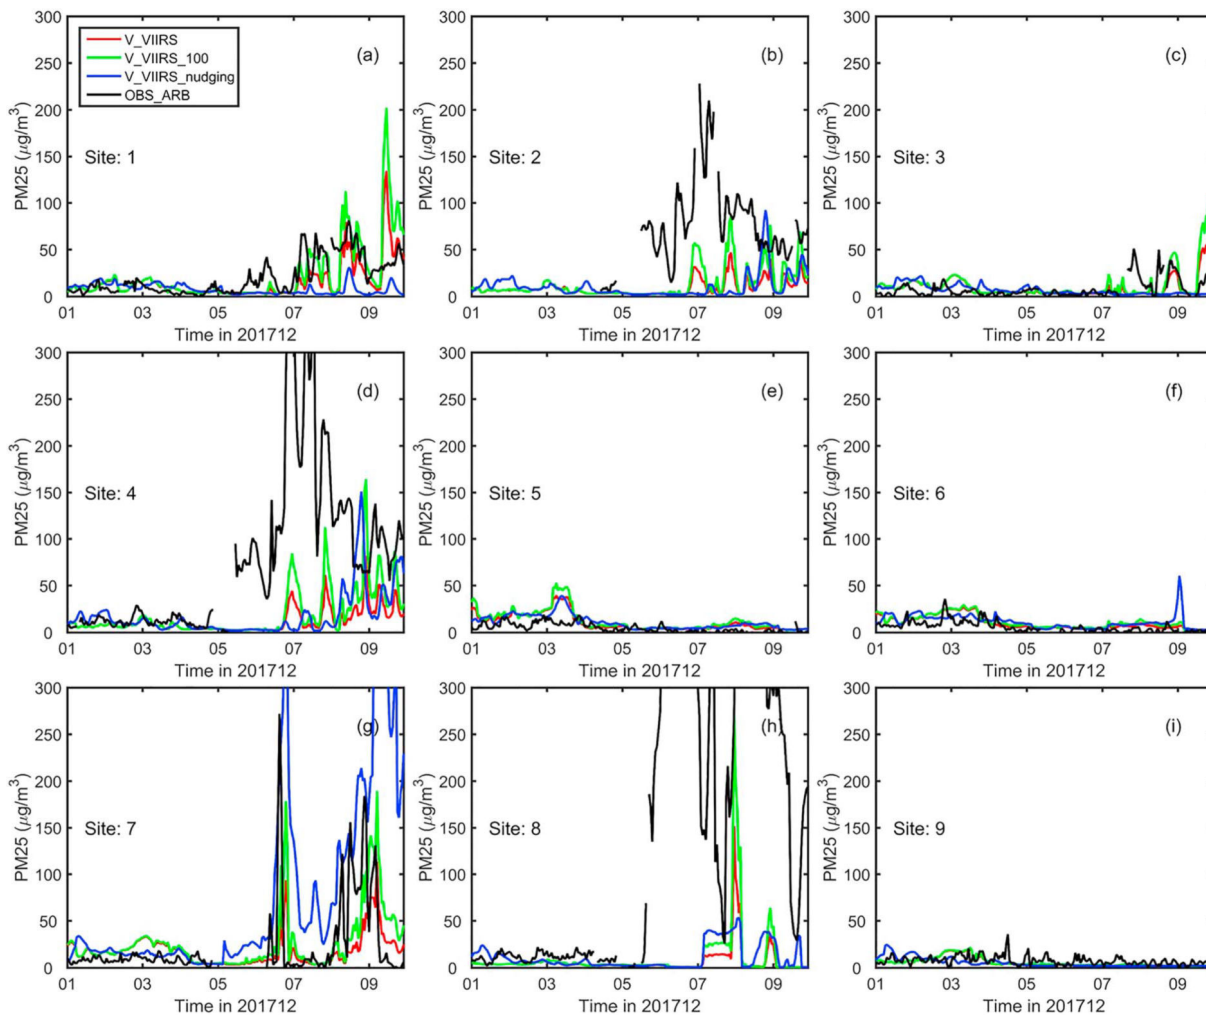 300
250
200
150
100
50
0
PM25 (μg/m³)
V_VIIRS
V_VIIRS_100
V_VIIRS_nudging
OBS_ARB
(a)
Site: 1
01 03 05 07 09
Time in 201712
300
250
200
150
100
50
0
PM25 (μg/m³)
(b)
Site: 2
01 03 05 07 09
Time in 201712
300
250
200
150
100
50
0
PM25 (μg/m³)
(c)
Site: 3
01 03 05 07 09
Time in 201712
300
250
200
150
100
50
0
PM25 (μg/m³)
(d)
Site: 4
01 03 05 07 09
Time in 201712
300
250
200
150
100
50
0
PM25 (μg/m³)
(e)
Site: 5
01 03 05 07 09
Time in 201712
300
250
200
150
100
50
0
PM25 (μg/m³)
(f)
Site: 6
01 03 05 07 09
Time in 201712
300
250
200
150
100
50
0
PM25 (μg/m³)
(g)
Site: 7
01 03 05 07 09
Time in 201712
300
250
200
150
100
50
0
PM25 (μg/m³)
(h)
Site: 8
01 03 05 07 09
Time in 201712
300
250
200
150
100
50
0
PM25 (μg/m³)
(i)
Site: 9
01 03 05 07 09
Time in 201712